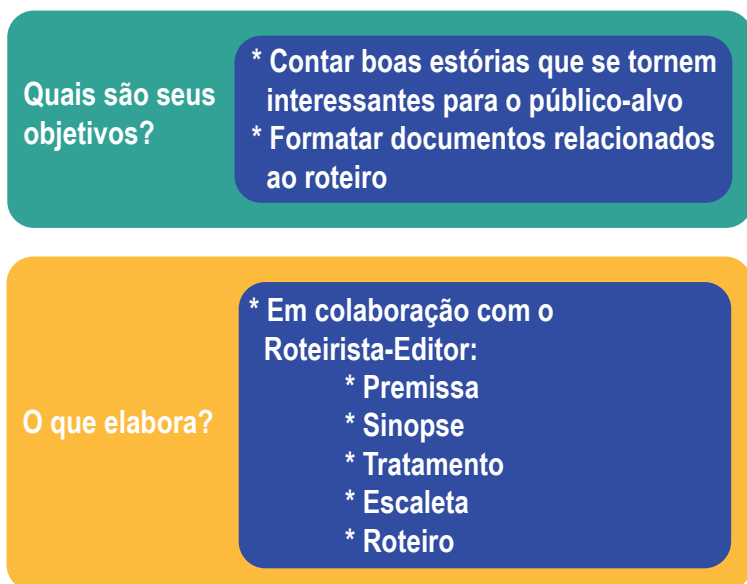 Quais são seus
objetivos?
* Contar boas estórias que se tornem
interessantes para o público-alvo
* Formatar documentos relacionados
ao roteiro
O que elabora?
* Em colaboração com o
Roteirista-Editor:
* Premissa
* Sinopse
* Tratamento
* Escaleta
* Roteiro